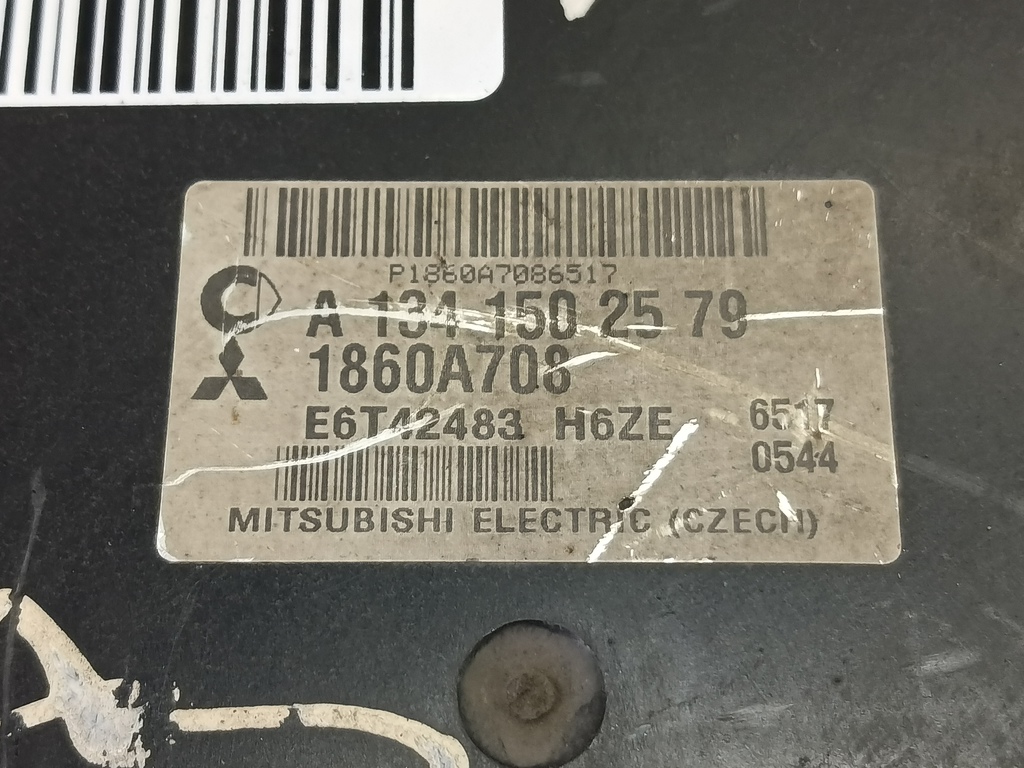 P1860A7086517
A 134 150 25 79
1860A708
E6T42483 H6ZE 6517
0544
MITSUBISHI ELECTRIC (CZECH)